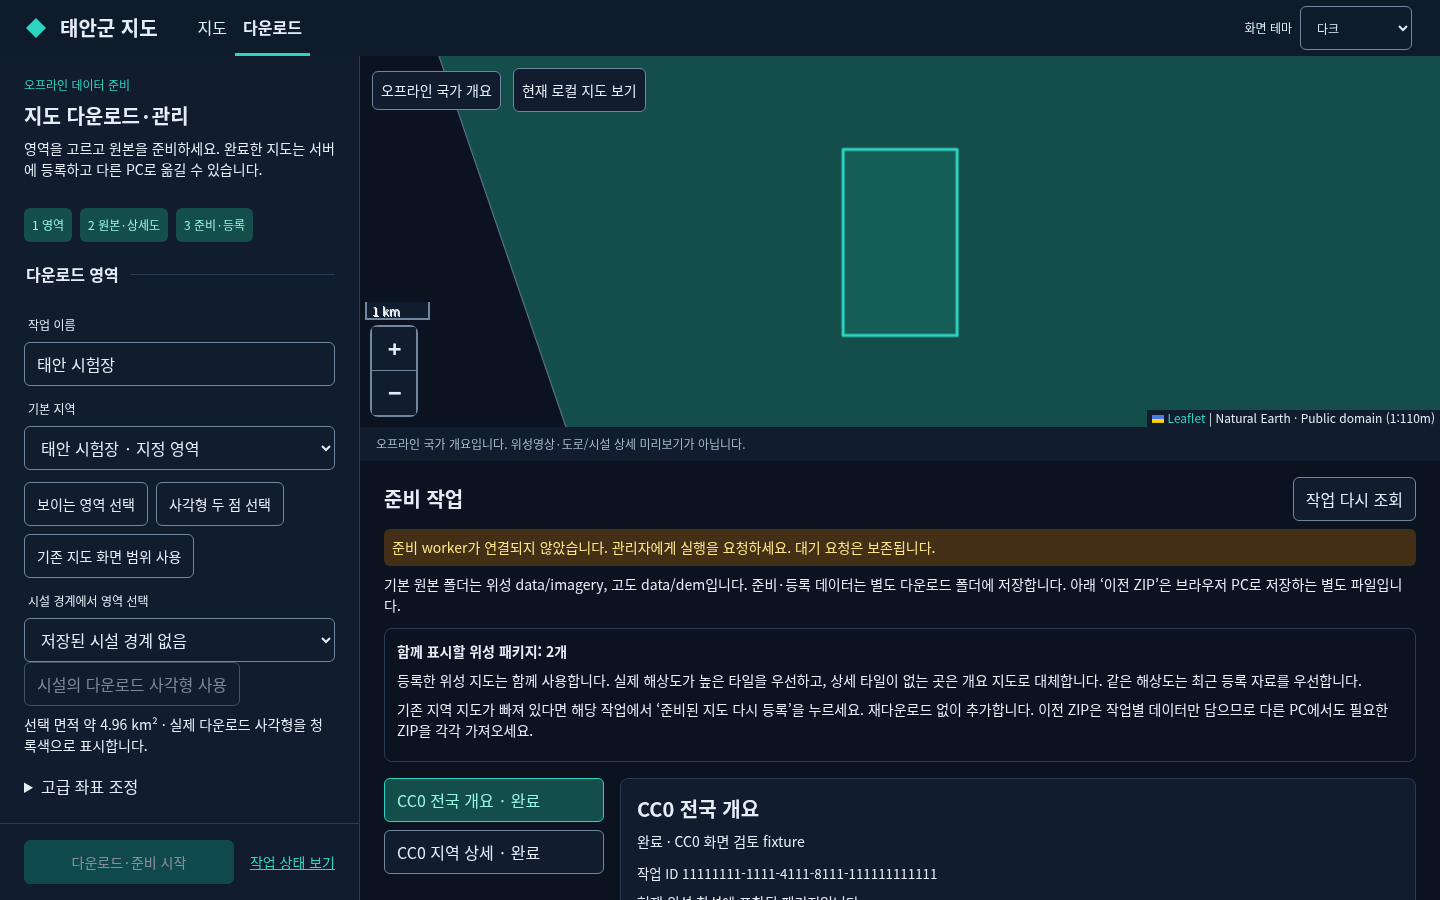 태안군 지도
지도
다운로드
화면 테마
다크
오프라인 데이터 준비
지도 다운로드·관리
영역을 고르고 원본을 준비하세요. 완료한 지도는 서버
에 등록하고 다른 PC로 옮길 수 있습니다.
1 영역
2 원본·상세도
3 준비·등록
다운로드 영역
작업 이름
태안 시험장
기본 지역
태안 시험장 · 지정 영역
보이는 영역 선택
사각형 두 점 선택
기존 지도 화면 범위 사용
시설 경계에서 영역 선택
저장된 시설 경계 없음
시설의 다운로드 사각형 사용
선택 면적 약 4.96 km² · 실제 다운로드 사각형을 청
록색으로 표시합니다.
고급 좌표 조정
다운로드·준비 시작
작업 상태 보기
오프라인 국가 개요
현재 로컬 지도 보기
1 km
+
−
Leaflet | Natural Earth · Public domain (1:110m)
오프라인 국가 개요입니다. 위성영상·도로/시설 상세 미리보기가 아닙니다.
준비 작업
작업 다시 조회
준비 worker가 연결되지 않았습니다. 관리자에게 실행을 요청하세요. 대기 요청은 보존됩니다.
기본 원본 폴더는 위성 data/imagery, 고도 data/dem입니다. 준비·등록 데이터는 별도 다운로드 폴더에 저장합니다. 아래 ‘이전 ZIP’은 브라우저 PC로 저장하는 별도 파일입니
다.
함께 표시할 위성 패키지: 2개
등록한 위성 지도는 함께 사용합니다. 실제 해상도가 높은 타일을 우선하고, 상세 타일이 없는 곳은 개요 지도로 대체합니다. 같은 해상도는 최근 등록 자료를 우선합니다.
기존 지역 지도가 빠져 있다면 해당 작업에서 ‘준비된 지도 다시 등록’을 누르세요. 재다운로드 없이 추가합니다. 이전 ZIP은 작업별 데이터만 담으므로 다른 PC에서도 필요한
ZIP을 각각 가져오세요.
CC0 전국 개요 · 완료
CC0 지역 상세 · 완료
CC0 전국 개요
완료 · CC0 화면 검토 fixture
작업 ID 11111111-1111-4111-8111-111111111111